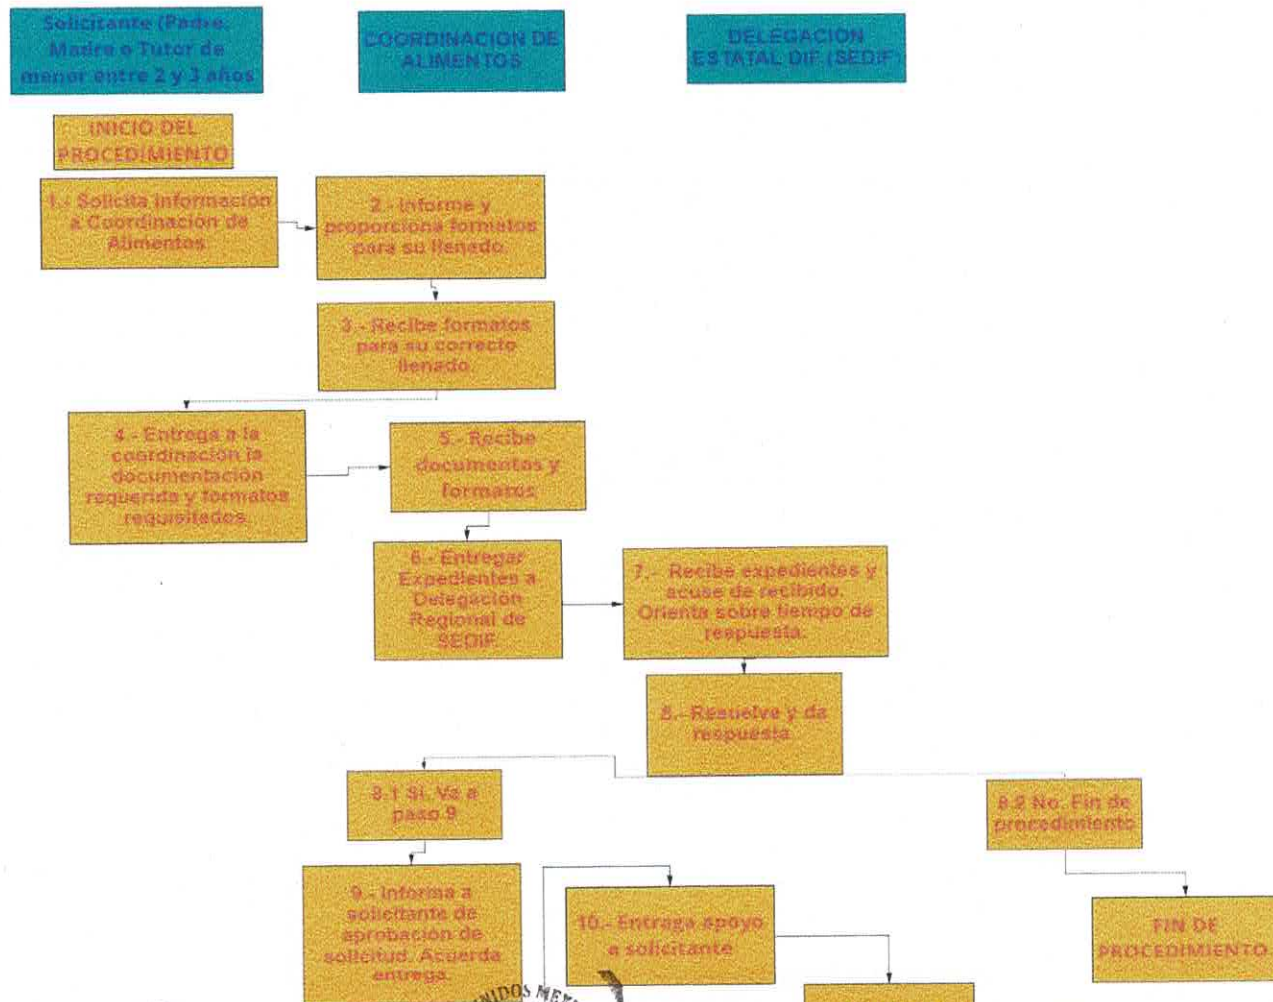 Solicitante (Padre,
Madre o Tutor de
menor entre 2 y 3 años
COORDINACION DE
ALIMENTOS
DELEGACION
ESTATAL DIF (SEDIF)
INICIO DEL
PROCEDIMIENTO
1.- Solicita Información
a Coordinación de
Alimentos
2.- Informe y
proporciona formatos
para su llenado.
3.- Recibe formatos
para su correcto
llenado.
4.- Entrega a la
coordinación la
documentación
requerida y formatos
requisitados
5.- Recibe
documentos y
formatos
6.- Entregar
Expedientes a
Delegación
Regional de
SEDIF.
7.- Recibe expedientes y
acuse de recibido.
Orienta sobre tiempo de
respuesta.
8.- Resuelve y da
respuesta
8.1 Si. Va a
paso 9
8.2 No. Fin de
procedimiento
9.- Informa a
solicitante de
aprobación de
solicitud. Acuerda
entrega.
10.- Entrega apoyo
a solicitante
FIN DE
PROCEDIMIENTO